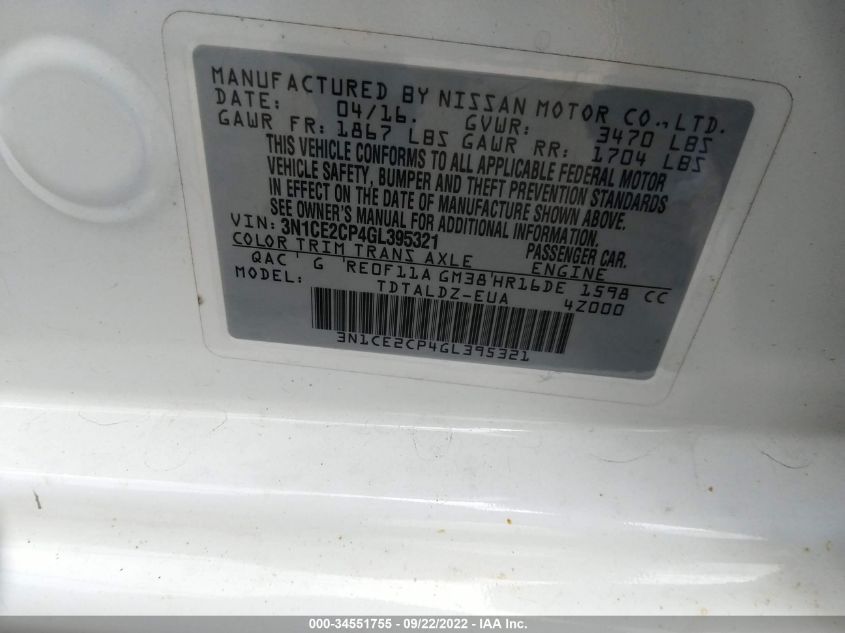 MANUFACTURED BY NISSAN MOTOR CO., LTD.
DATE: 04/16. GVWR: 3470 LBS
GAWR FR: 1867 LBS GAWR RR: 1704 LBS
THIS VEHICLE CONFORMS TO ALL APPLICABLE FEDERAL MOTOR
VEHICLE SAFETY, BUMPER AND THEFT PREVENTION STANDARDS
IN EFFECT ON THE DATE OF MANUFACTURE SHOWN ABOVE.
SEE OWNER'S MANUAL FOR ADDITIONAL INFORMATION.
VIN: 3N1CE2CP4GL395321 PASSENGER CAR.
COLOR TRIM TRANS AXLE ENGINE
QAC' G 'RE0F11A GM38'HR16DE 1598 CC
MODEL: TDTALDZ-EUA 4Z000
3N1CE2CP4GL395321
000-34551755 - 09/22/2022 - IAA Inc.